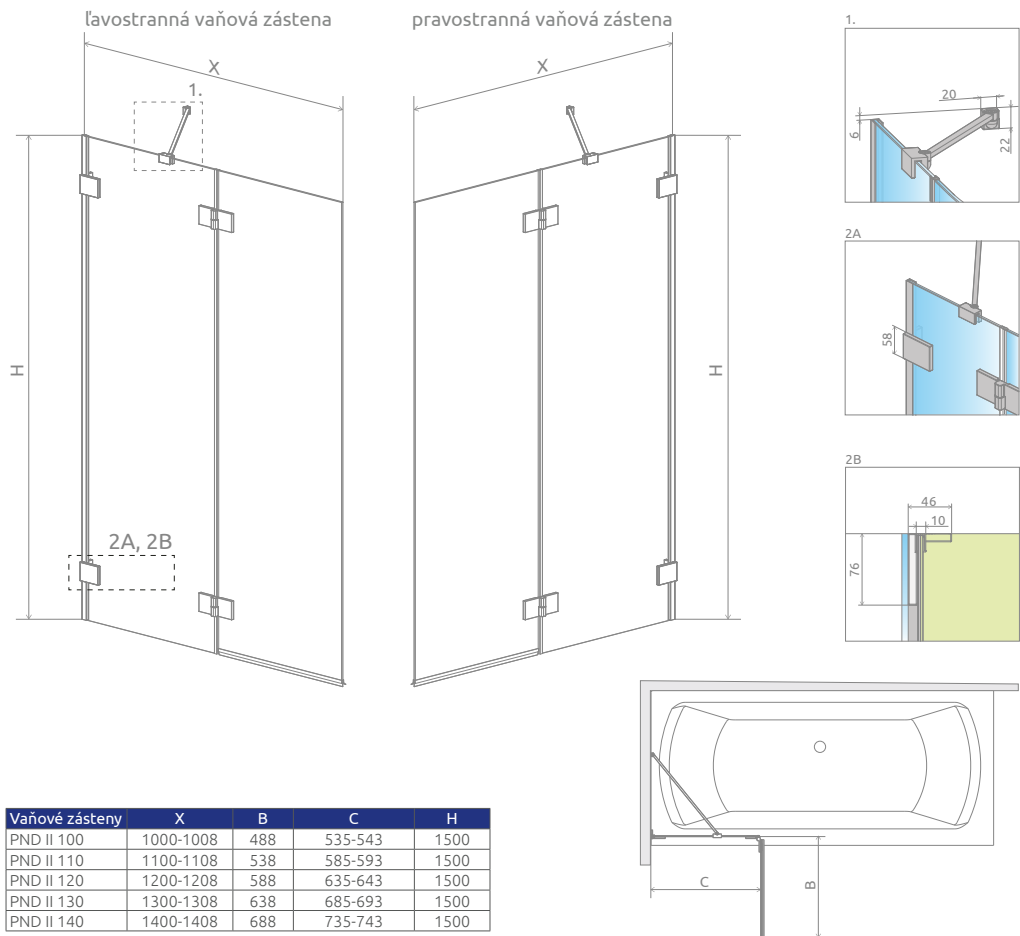 ľavostranná vaňová zástena
pravostranná vaňová zástena
X
X
1.
H
H
2A, 2B
1.
20
6
22
2A
58
2B
46
10
76
C
B
Vaňové zásteny X B C H
PND II 100 1000-1008 488 535-543 1500
PND II 110 1100-1108 538 585-593 1500
PND II 120 1200-1208 588 635-643 1500
PND II 130 1300-1308 638 685-693 1500
PND II 140 1400-1408 688 735-743 1500